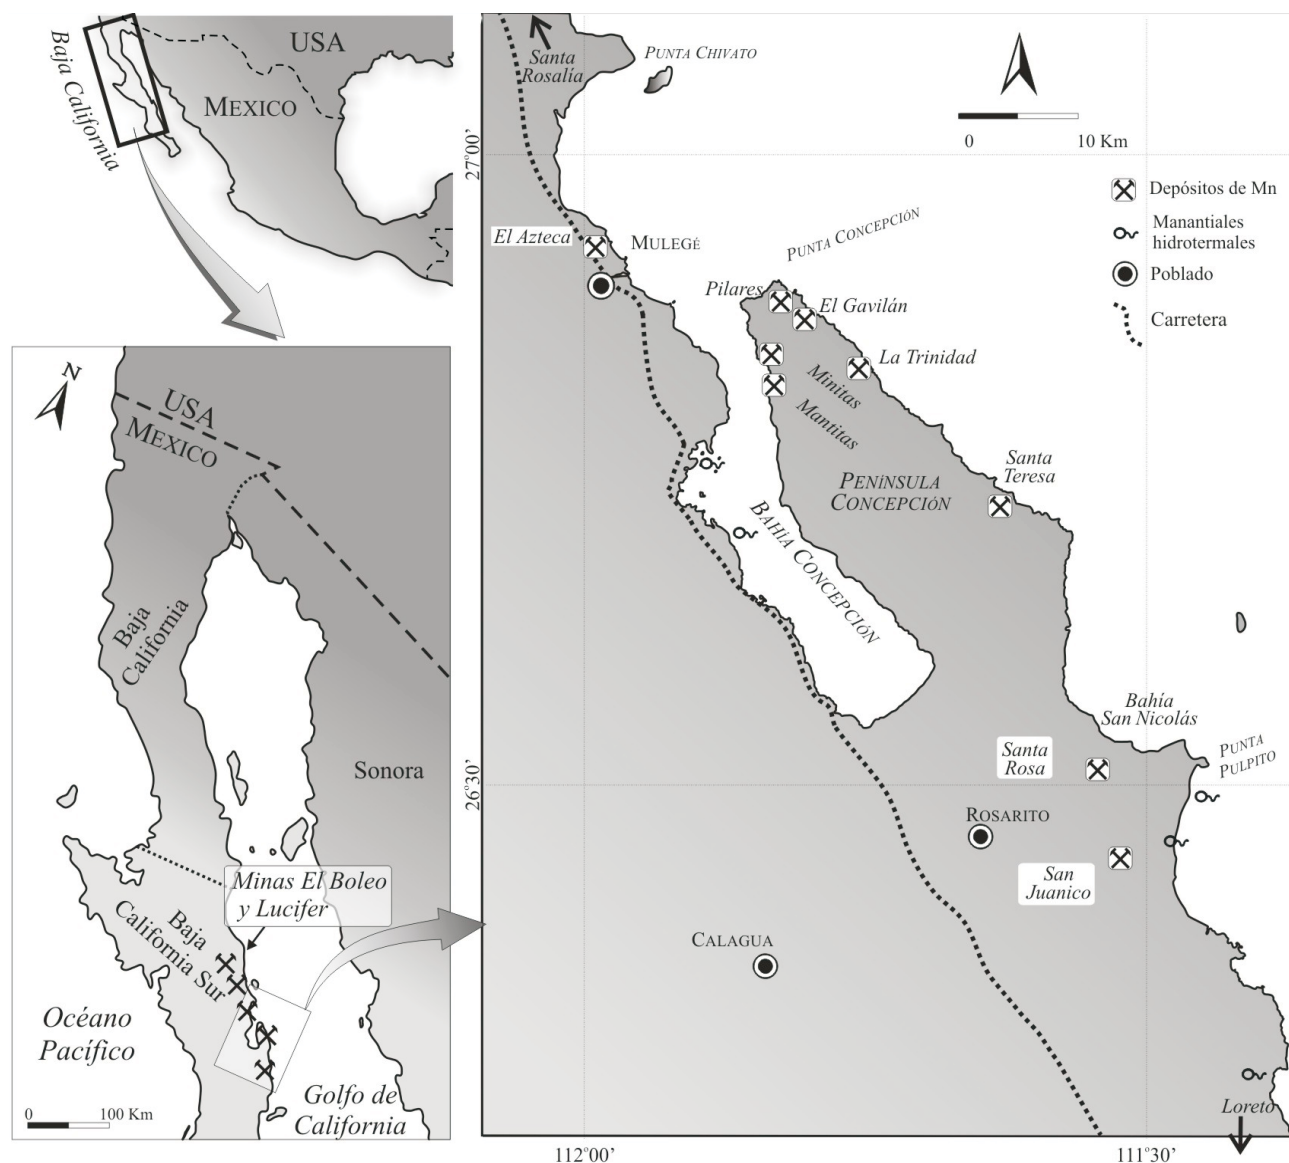 USA
MEXICO
Baja California
N
USA
MEXICO
Baja
California
Sonora
Minas El Boleo
y Lucifer
Baja
California Sur
Océano
Pacífico
Golfo de
California
0 100 Km
Santa
Rosalía
PUNTA CHIVATO
0 10 Km
Depósitos de Mn
Manantiales
hidrotermales
Poblado
Carretera
27°00'
El Azteca
MULEGÉ
PUNTA CONCEPCIÓN
Pilares
El Gavilán
La Trinidad
Minitas
Mantitas
Santa
Teresa
PENÍNSULA
CONCEPCIÓN
BAHÍA CONCEPCIÓN
Bahía
San Nicolás
PUNTA
PULPITO
Santa
Rosa
26°30'
ROSARITO
San
Juanico
CALAGUA
Loreto
112°00'
111°30'